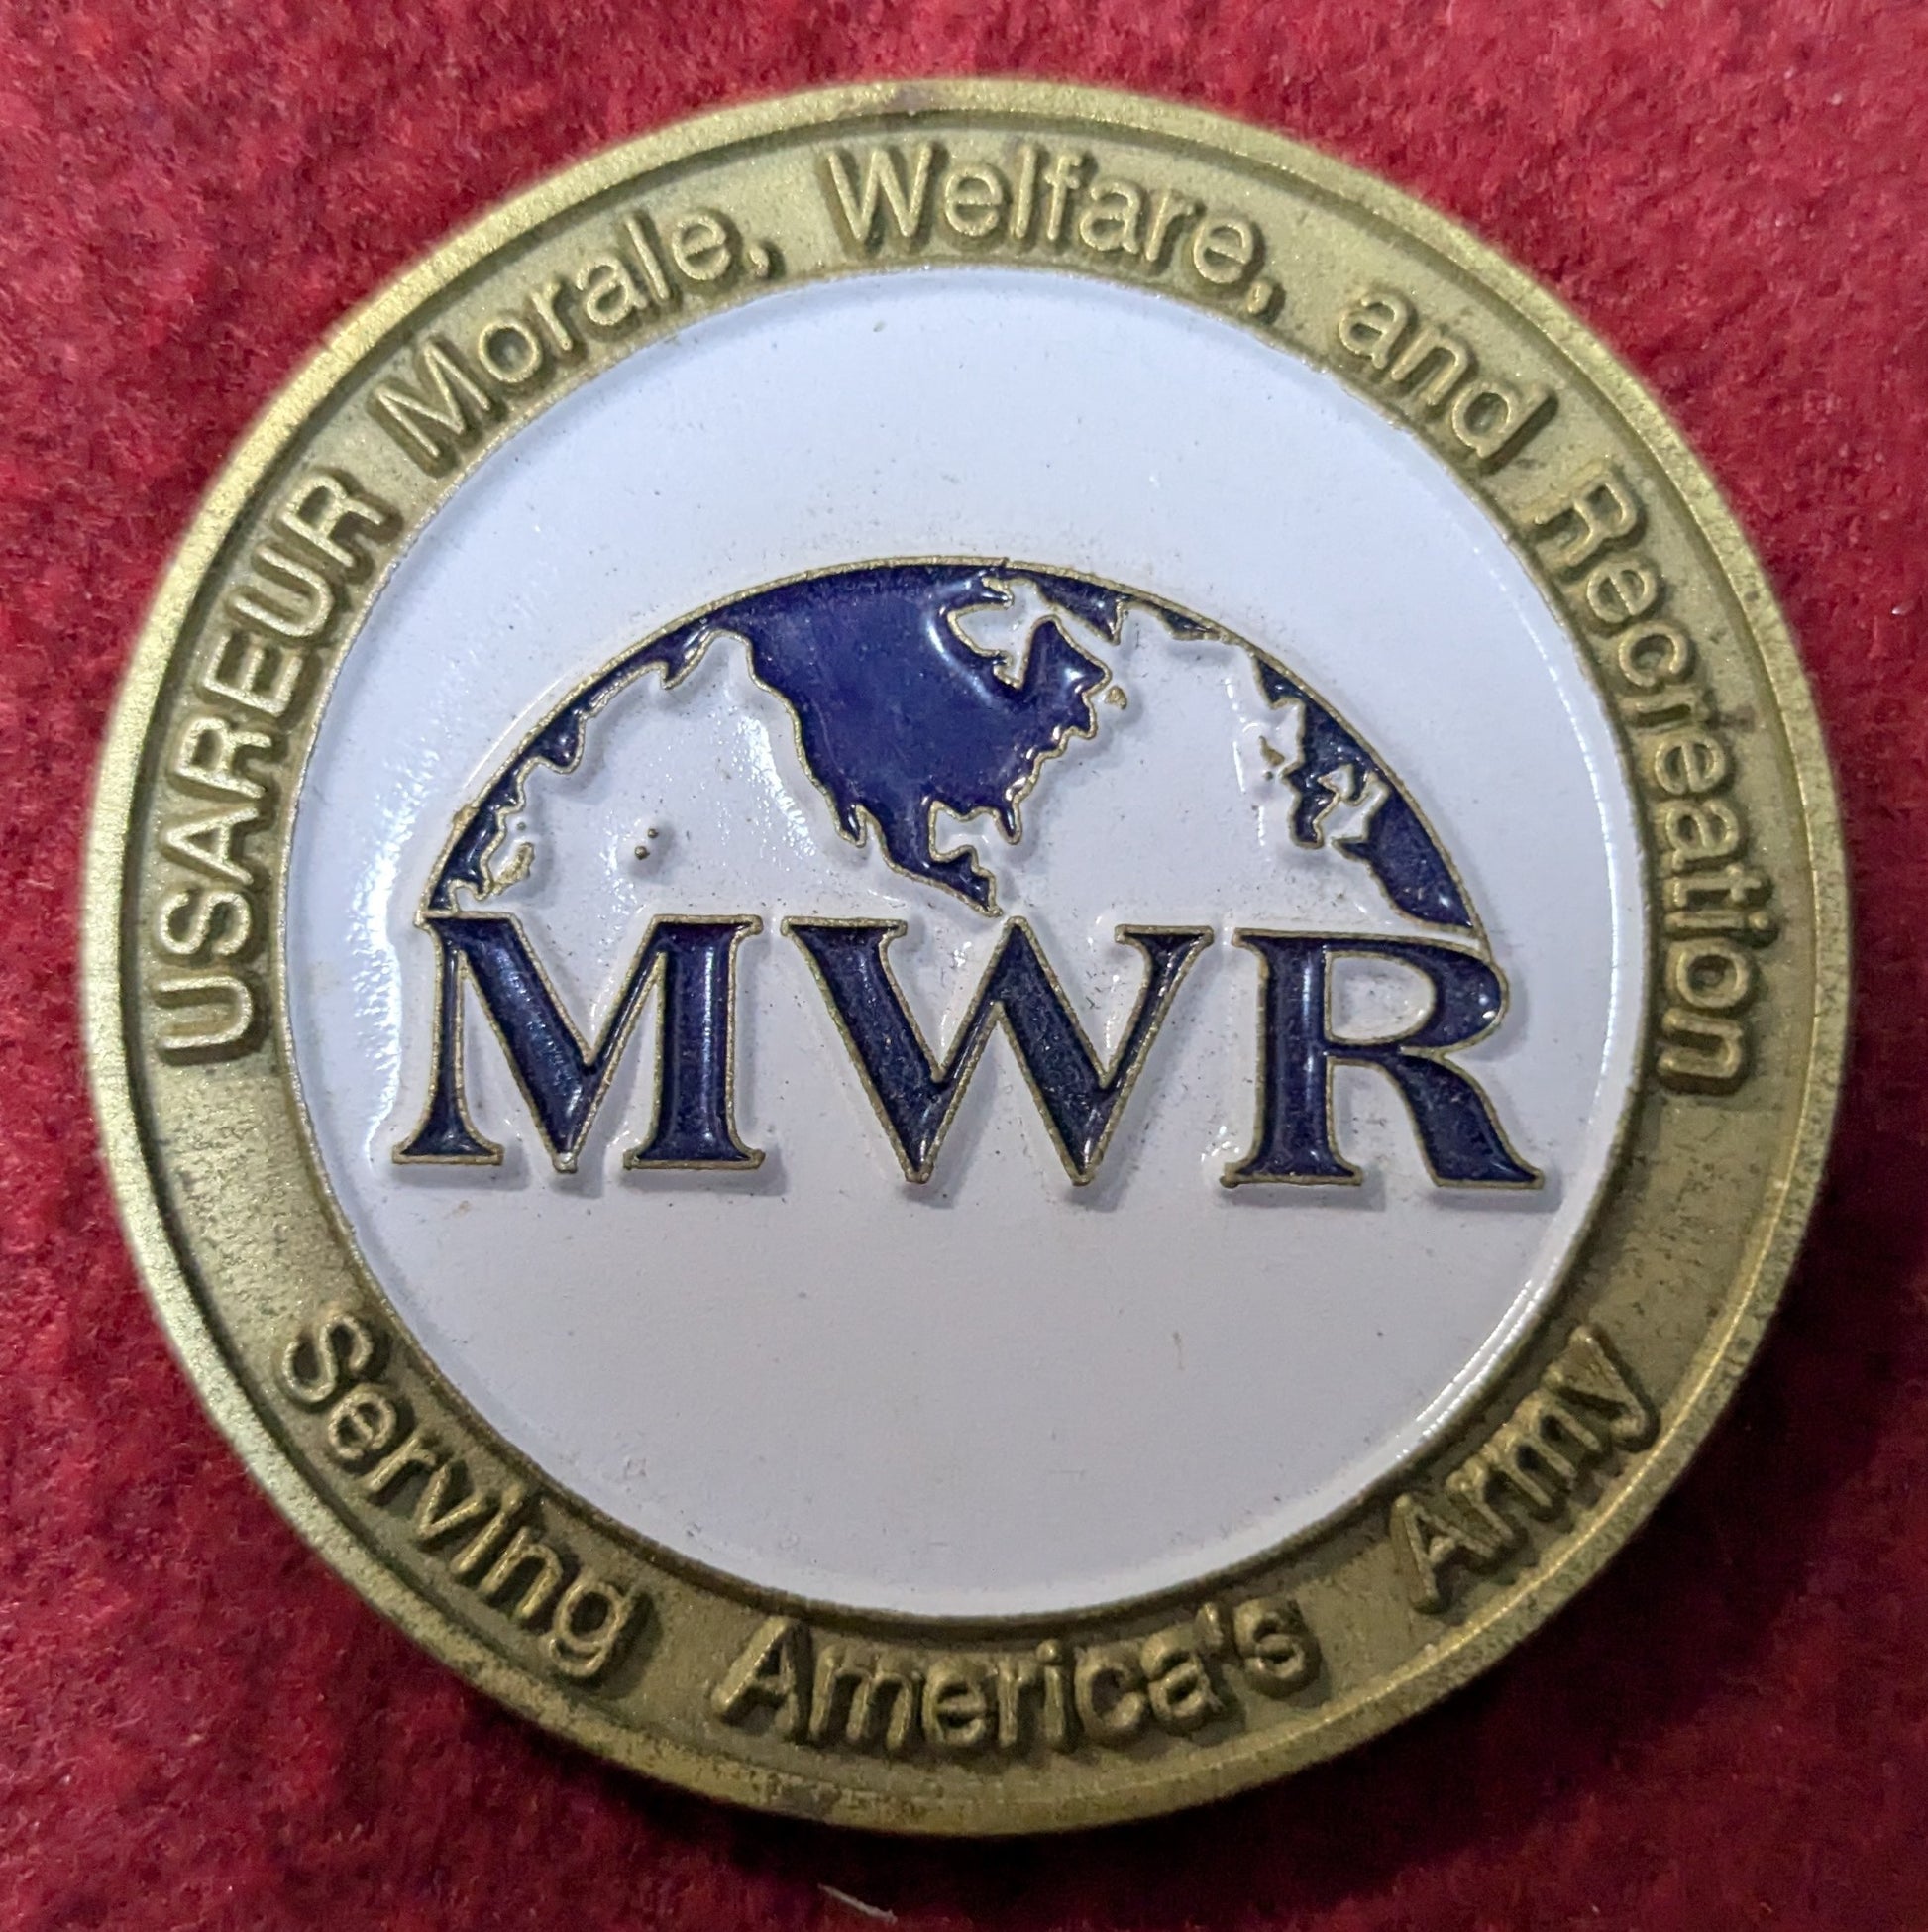 USAREUR Morale, Welfare, and Recreation
MWR
Serving America's Army